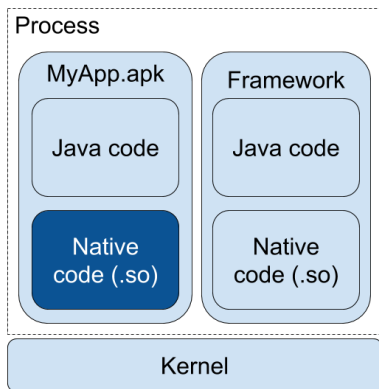 Process
MyApp.apk
Framework
Java code
Java code
Native
code (.so)
Native
code (.so)
Kernel